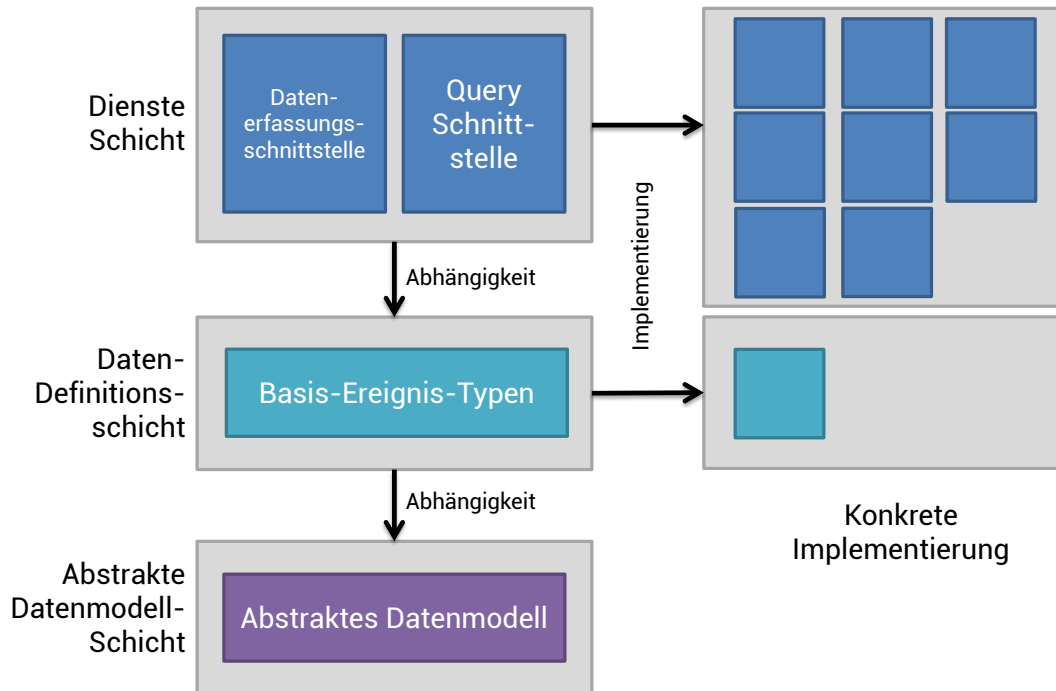 Dienste
Schicht
Daten-
erfassungs-
schnittstelle
Query
Schnitt-
stelle
Abhängigkeit
Implementierung
Daten-
Definitions-
schicht
Basis-Ereignis-Typen
Abhängigkeit
Konkrete
Implementierung
Abstrakte
Datenmodell-
Schicht
Abstraktes Datenmodell